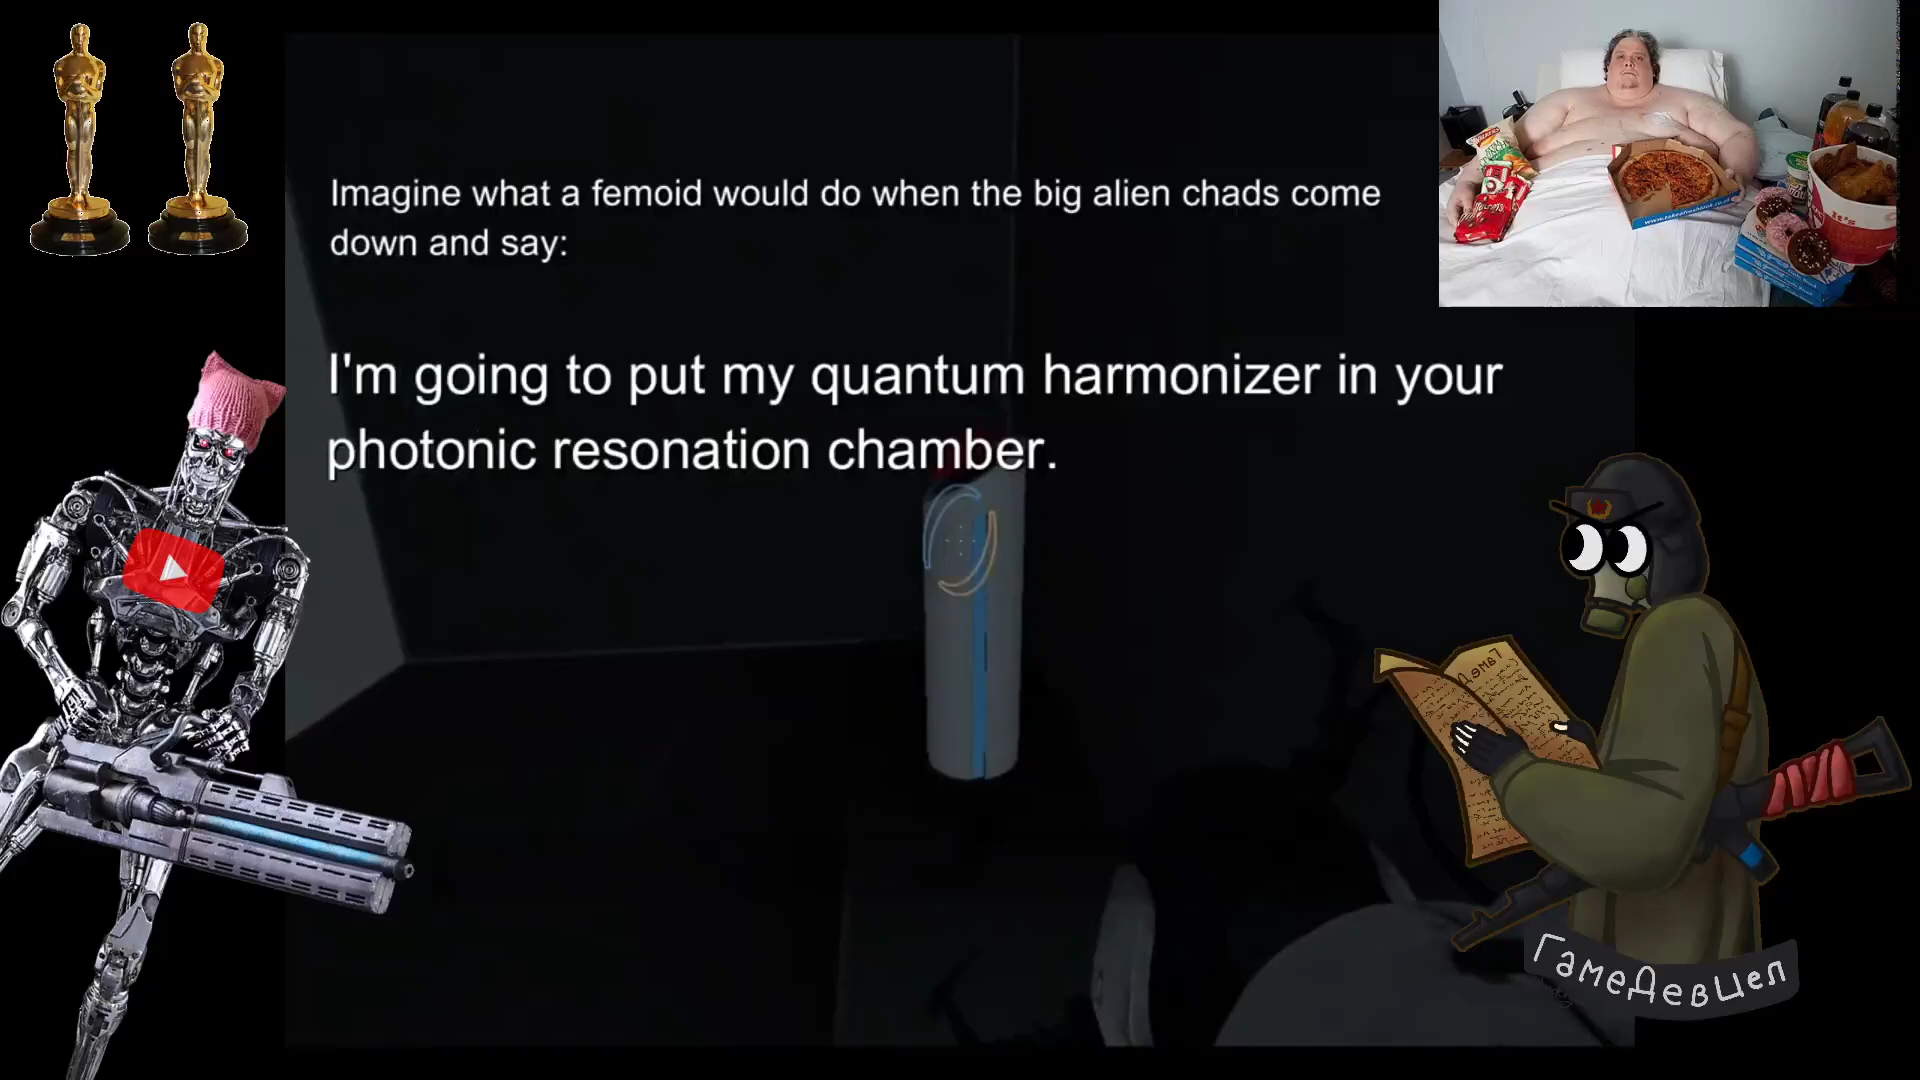 Imagine what a femoid would do when the big alien chads come
down and say:
I'm going to put my quantum harmonizer in your
photonic resonation chamber.
ГамеДевЦел